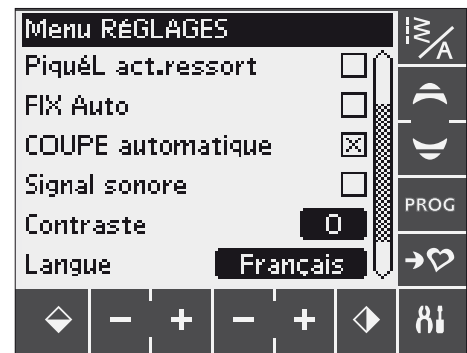 Menu RéGLAGES
PiquéL act.ressort
FIX Auto
COUPE automatique
Signal sonore
Contraste 0
Langue Français
A
PROG
− + − +